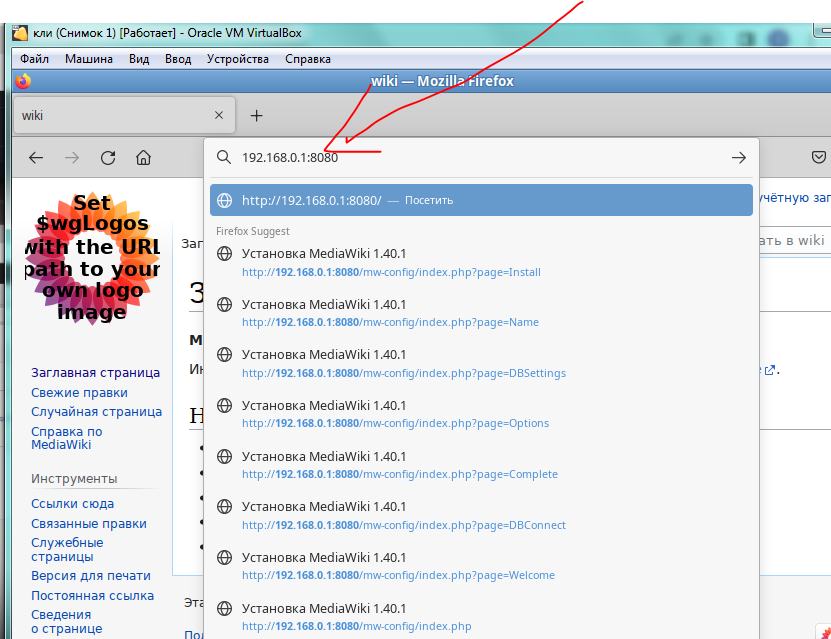 кли (Снимок 1) [Работает] - Oracle VM VirtualBox
Файл Машина Вид Ввод Устройства Справка
wiki — Mozilla Firefox
wiki
192.168.0.1:8080
http://192.168.0.1:8080/ — Посетить
Firefox Suggest
Установка MediaWiki 1.40.1
http://192.168.0.1:8080/mw-config/index.php?page=Install
Установка MediaWiki 1.40.1
http://192.168.0.1:8080/mw-config/index.php?page=Name
Установка MediaWiki 1.40.1
http://192.168.0.1:8080/mw-config/index.php?page=DBSettings
Установка MediaWiki 1.40.1
http://192.168.0.1:8080/mw-config/index.php?page=Options
Установка MediaWiki 1.40.1
http://192.168.0.1:8080/mw-config/index.php?page=Complete
Установка MediaWiki 1.40.1
http://192.168.0.1:8080/mw-config/index.php?page=DBConnect
Установка MediaWiki 1.40.1
http://192.168.0.1:8080/mw-config/index.php?page=Welcome
Установка MediaWiki 1.40.1
http://192.168.0.1:8080/mw-config/index.php
Set
$wgLogos
with the URL
path to your
own logo
image
Заглавная страница
Свежие правки
Случайная страница
Справка по
MediaWiki
Инструменты
Ссылки сюда
Связанные правки
Служебные
страницы
Версия для печати
Постоянная ссылка
Сведения
о странице
в wiki